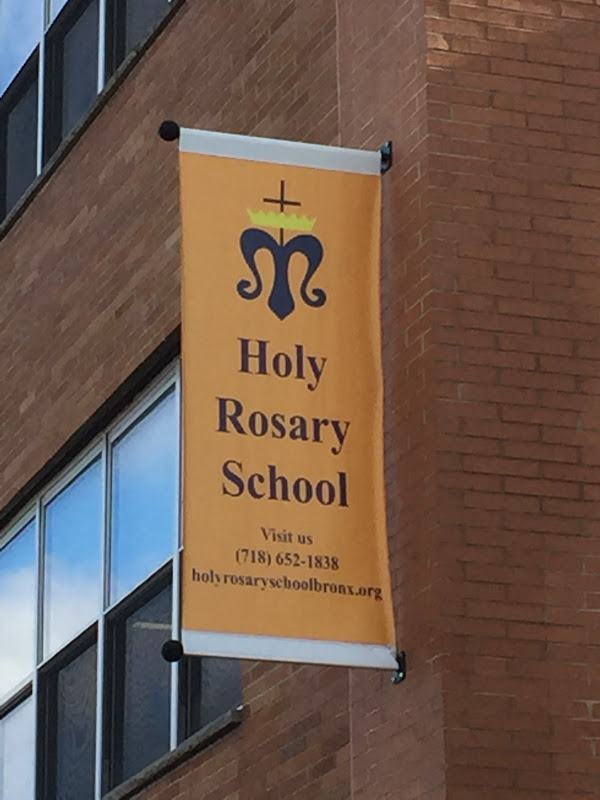 Holy
Rosary
School
Visit us
(718) 652-1838
holyrosaryschoolbronx.org